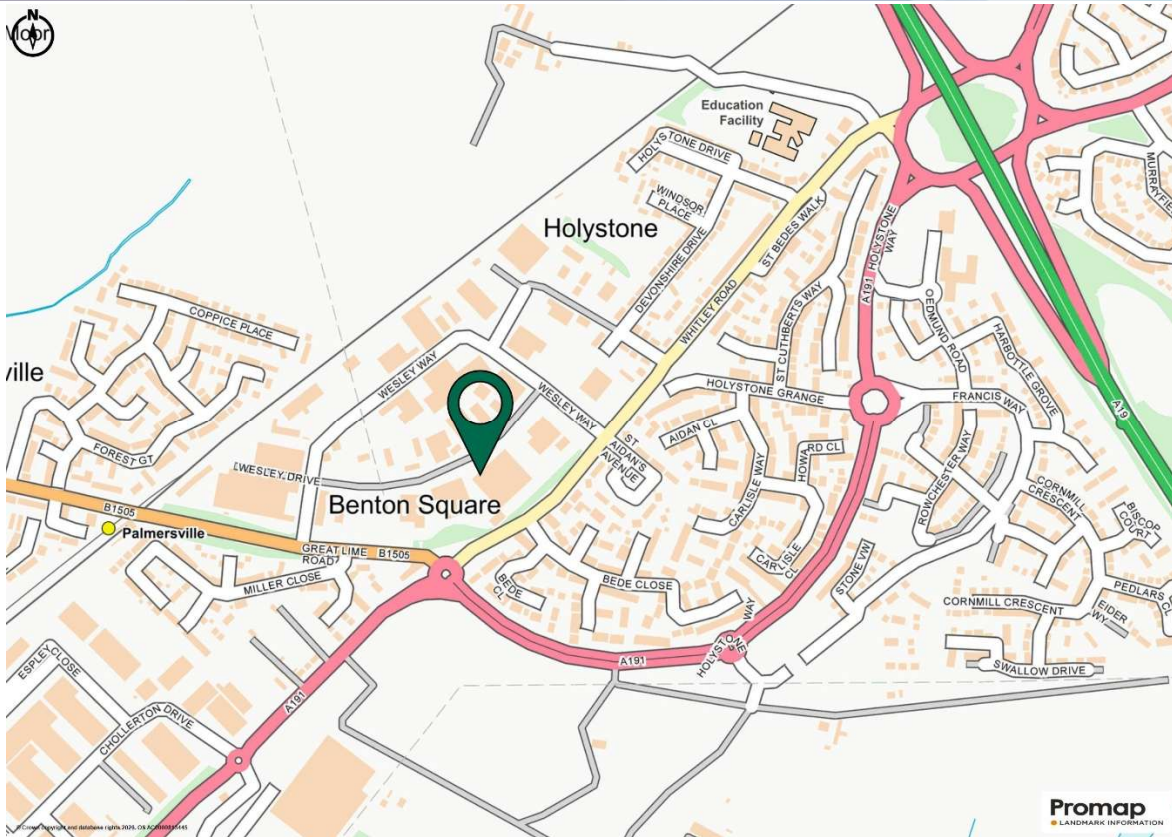 N
Moor
Education
Facility
HOLYSTONE DRIVE
WINDSOR
PLACE
Holystone
DEVONSHIRE DRIVE
ST BEDES WALK
WHITLEY ROAD
ST CUTHBERTS WAY
A191 HOLYSTONE
WAY
MURRAYFIE
OEDMUND ROAD
HARBOTTLE GROVE
COPPICE PLACE
ville
WESLEY WAY
WESLEY WAY
HOLYSTONE GRANGE
FRANCIS WAY
A19
FOREST GT
WESLEY DRIVE
ST
AIDAN'S
AVENUE
AIDAN CL
HOWARD CL
CARLISLE WAY
ROWCHESTER WAY
CORNMILL
CRESCENT
BISCOP
COURT
Benton Square
B1505
Palmersville
GREAT LIME B1505
ROAD
MILLER CLOSE
BEDE
CL
BEDE CLOSE
CARLISLE
CL
STONE VW
PEDLARS CL
CORNMILL CRESCENT
EIDER
WY
HOLYSTONE
WAY
A191
SWALLOW DRIVE
ESPLEY CLOSE
CHOLLERTON DRIVE
A191
Promap
LANDMARK INFORMATION